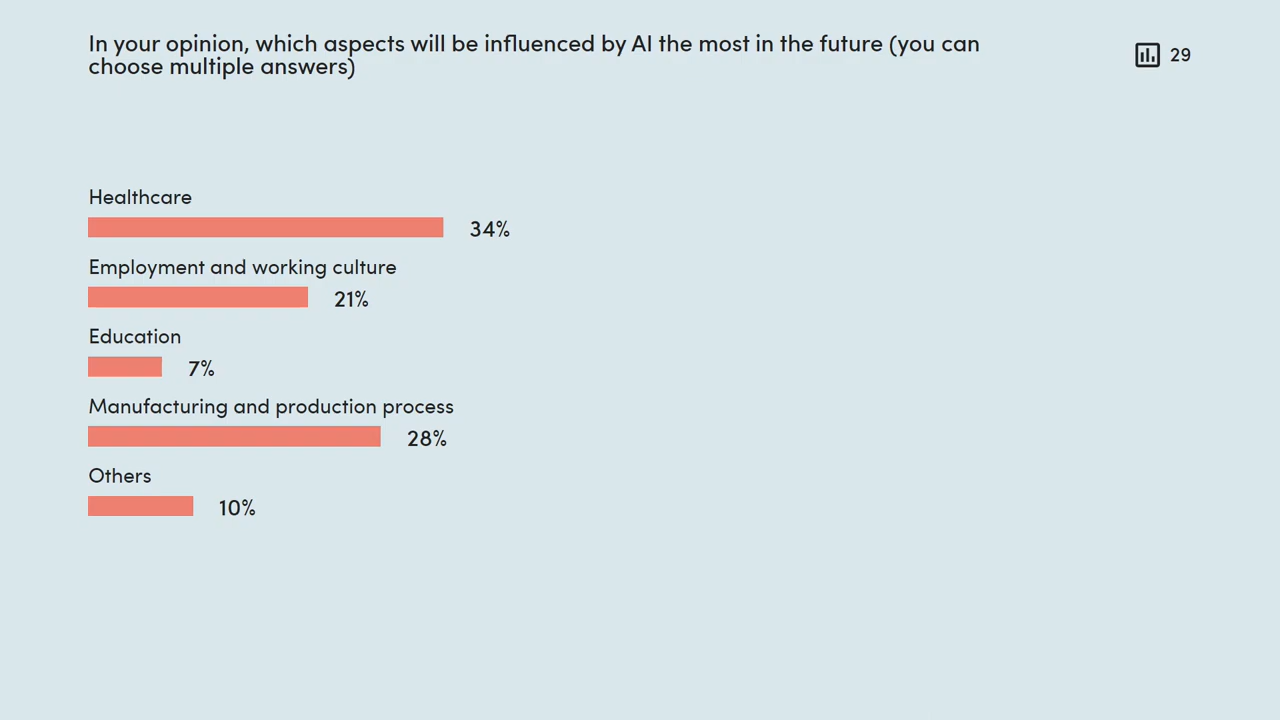 In your opinion, which aspects will be influenced by AI the most in the future (you can
choose multiple answers)
29
Healthcare
34%
Employment and working culture
21%
Education
7%
Manufacturing and production process
28%
Others
10%